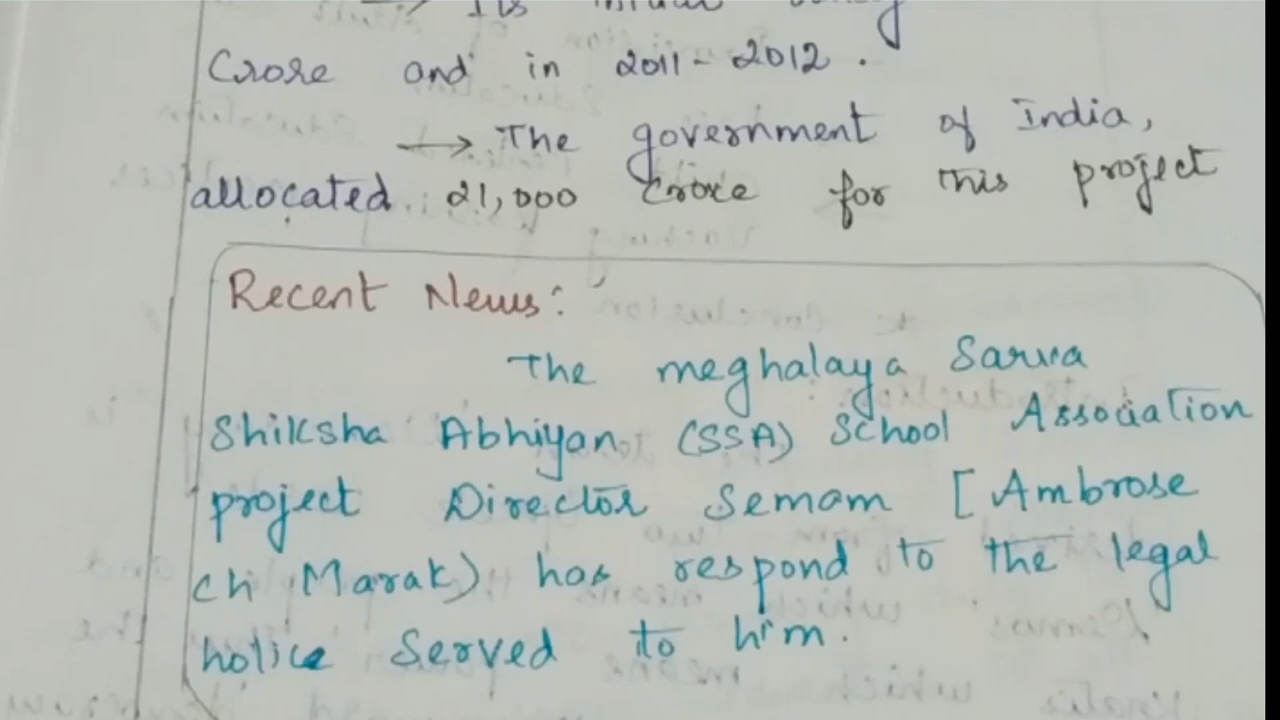 → Its
Crore and in 2011-2012.
→ The government of India,
allocated 21,000 Crore for this project
Recent News:
The meghalaya Sarva
Shiksha Abhiyan (SSA) School Association
project Director Semam [Ambrose
ch Marak) has respond to the legal
notice Served to him.